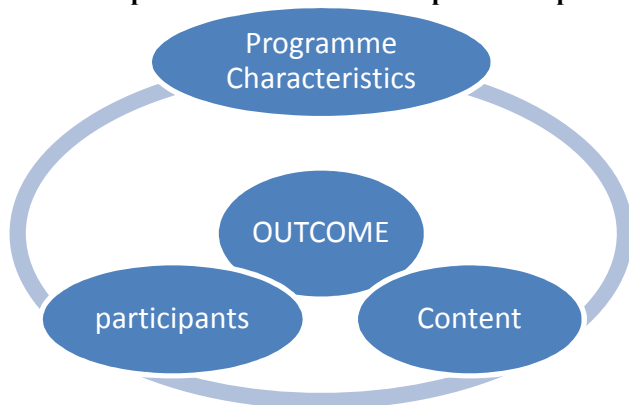 Programme
Characteristics
OUTCOME
participants
Content